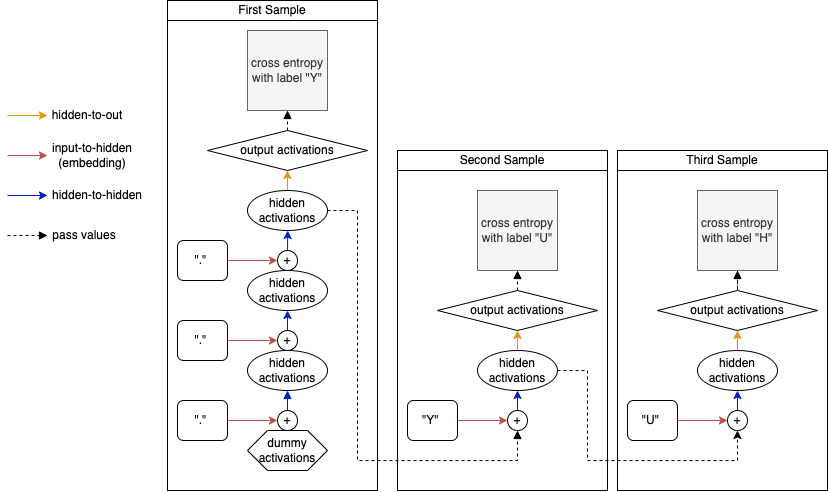 First Sample
cross entropy
with label "Y"
output activations
hidden
activations
"."
+
hidden
activations
"."
+
hidden
activations
"."
+
dummy
activations
hidden-to-out
input-to-hidden
(embedding)
hidden-to-hidden
pass values
Second Sample
cross entropy
with label "U"
output activations
hidden
activations
"Y"
+
Third Sample
cross entropy
with label "H"
output activations
hidden
activations
"U"
+